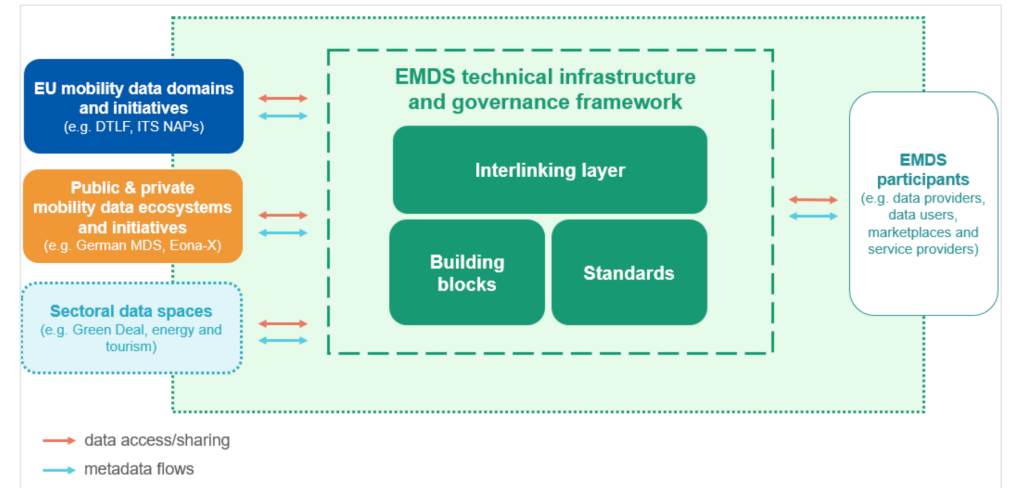 EU mobility data domains
and initiatives
(e.g. DTLF, ITS NAPs)
Public & private
mobility data ecosystems
and initiatives
(e.g. German MDS, Eona-X)
Sectoral data spaces
(e.g. Green Deal, energy and
tourism)
EMDS technical infrastructure
and governance framework
Interlinking layer
Building
blocks
Standards
EMDS
participants
(e.g. data providers,
data users,
marketplaces and
service providers)
data access/sharing
metadata flows